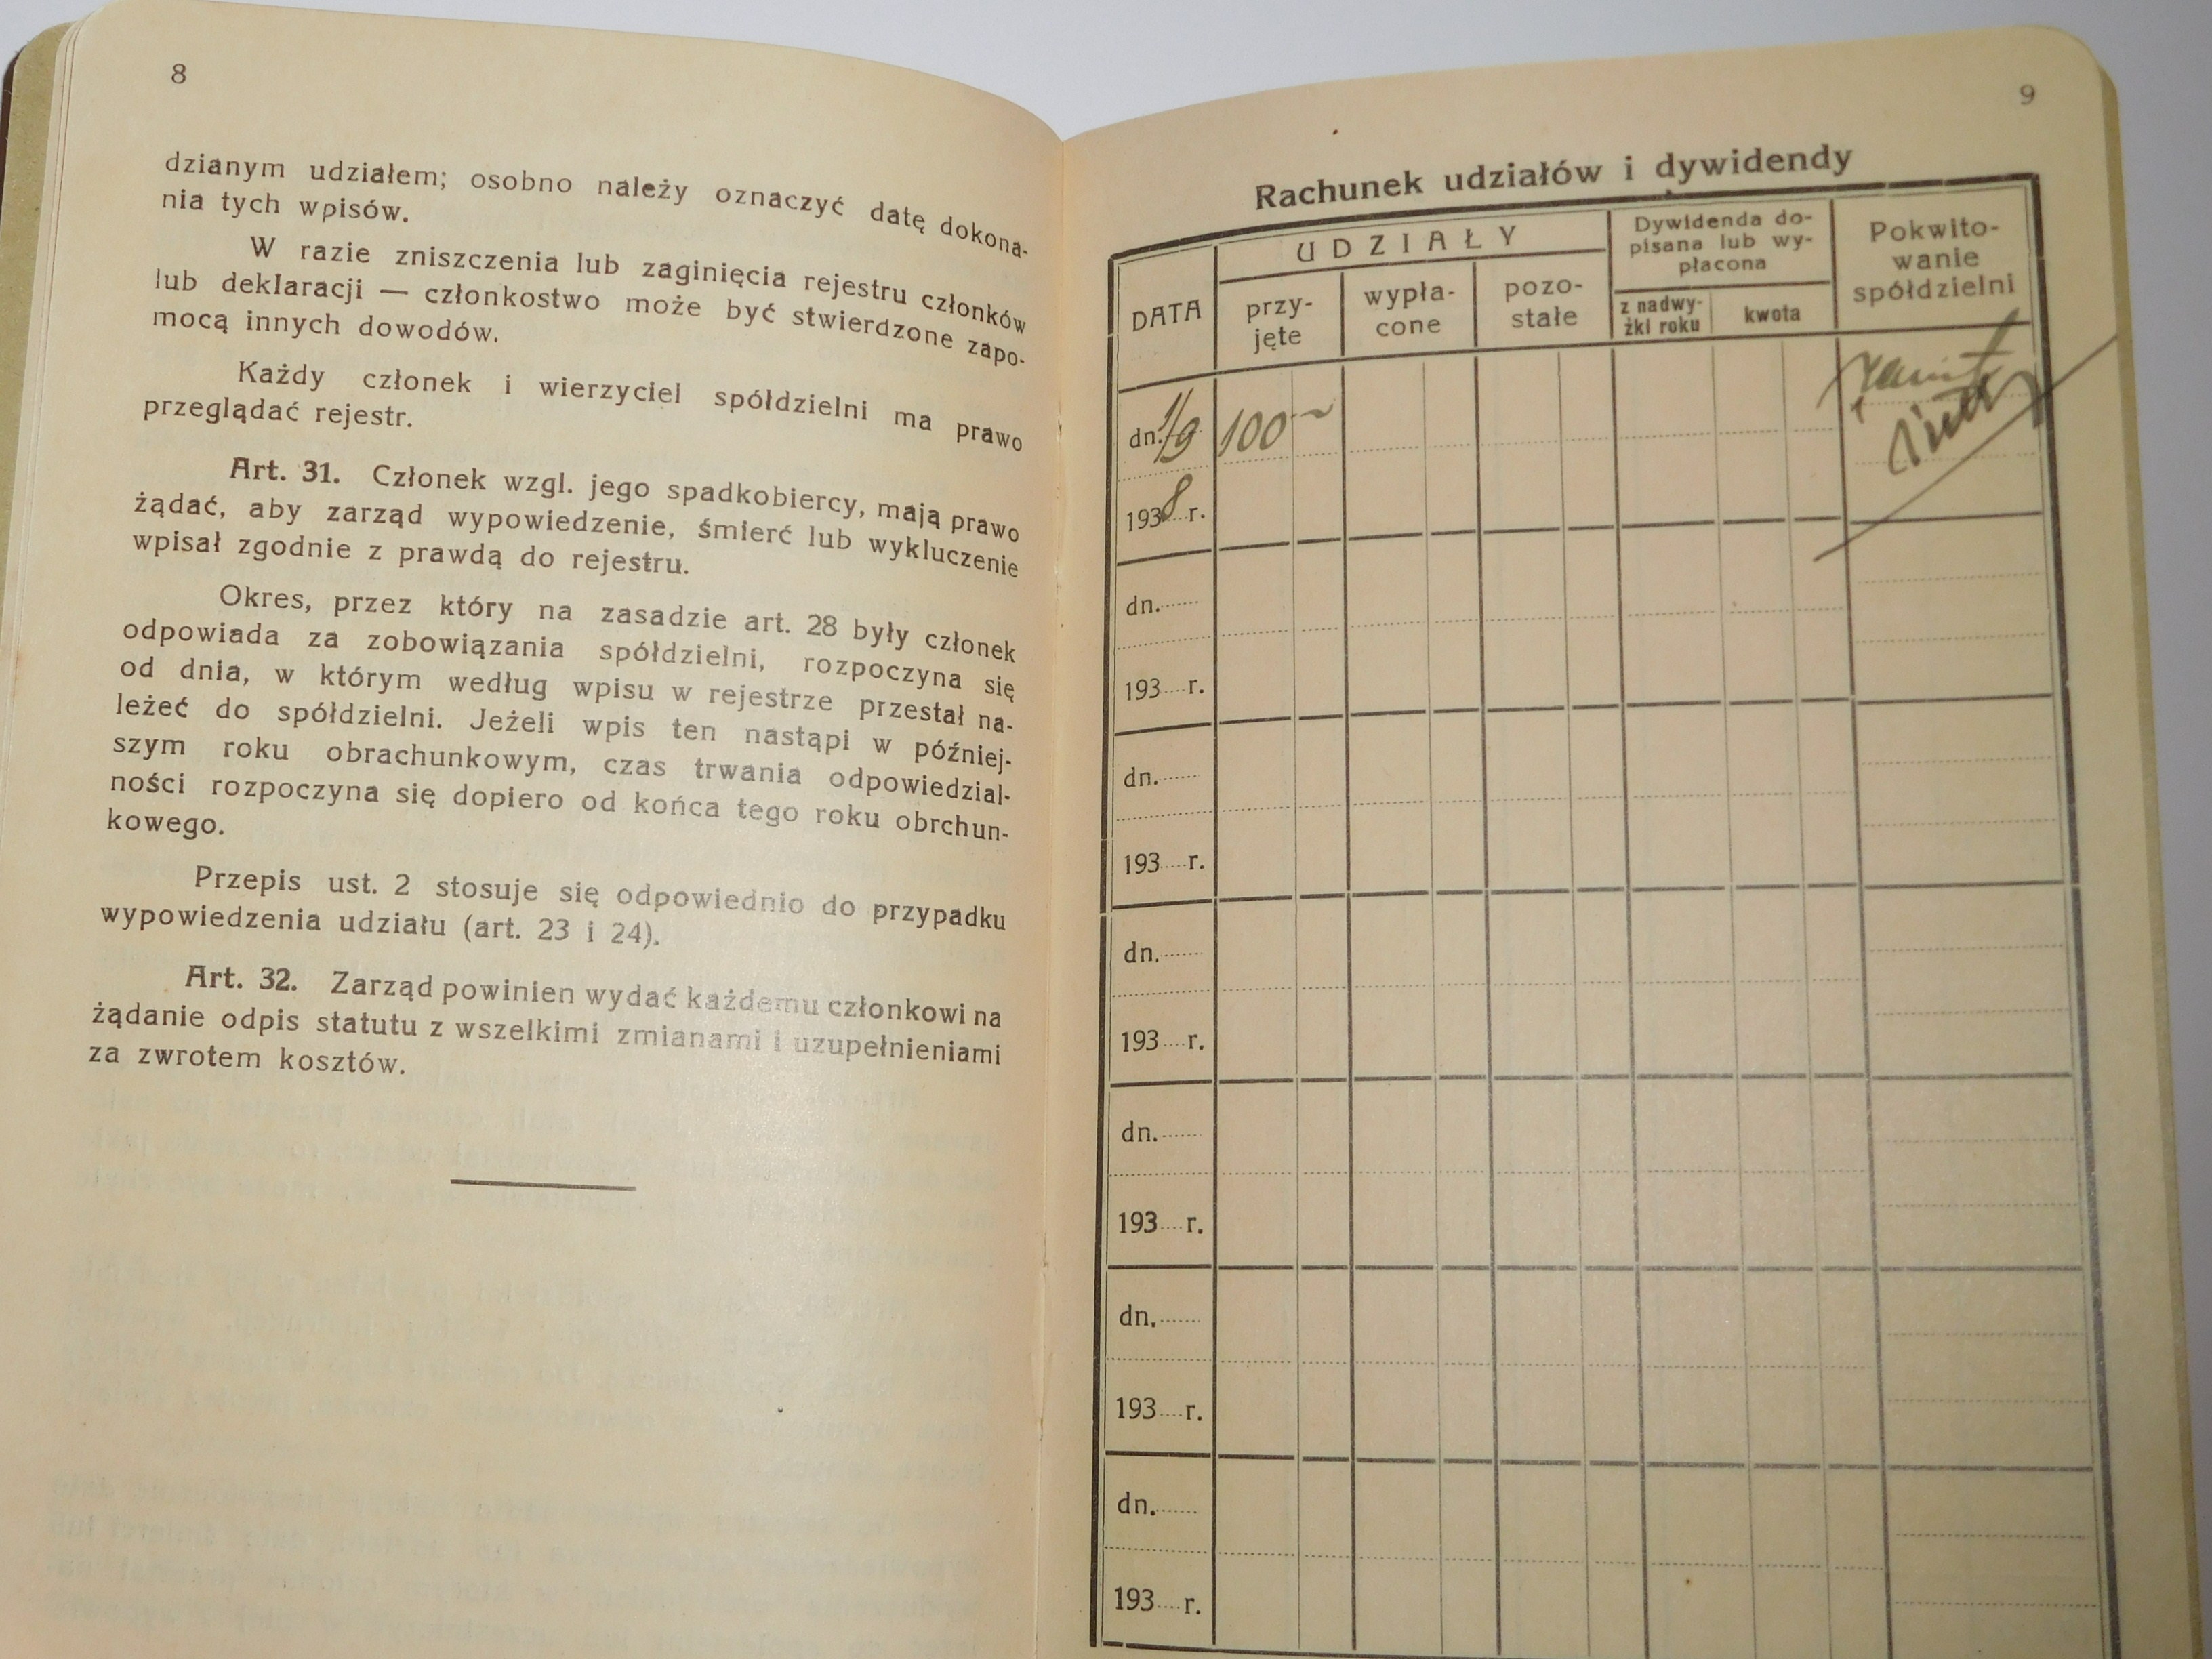 8
dzianym udziałem; osobno należy oznaczyć datę dokona-
nia tych wpisów.
W razie zniszczenia lub zaginięcia rejestru członków
lub deklaracji — członkostwo może być stwierdzone zapo-
mocą innych dowodów.
Każdy członek i wierzyciel spółdzielni ma prawo
przeglądać rejestr.
Art. 31. Członek wzgl. jego spadkobiercy, mają prawo
żądać, aby zarząd wypowiedzenie, śmierć lub wykluczenie
wpisał zgodnie z prawdą do rejestru.
Okres, przez który na zasadzie art. 28 były członek
odpowiada za zobowiązania spółdzielni, rozpoczyna się
od dnia, w którym według wpisu w rejestrze przestał na-
leżeć do spółdzielni. Jeżeli wpis ten nastąpi w później-
szym roku obrachunkowym, czas trwania odpowiedzial-
ności rozpoczyna się dopiero od końca tego roku obrchun-
kowego.
Przepis ust. 2 stosuje się odpowiednio do przypadku
wypowiedzenia udziału (art. 23 i 24).
Art. 32. Zarząd powinien wydać każdemu członkowi na
żądanie odpis statutu z wszelkimi zmianami i uzupełnieniami
za zwrotem kosztów.
9
Rachunek udziałów i dywidendy
DATA
UDZIAŁY
przy-
jęte
wypła-
cone
pozo-
stałe
Dywidenda do-
pisana lub wy-
płacona
z nadwy-
żki roku
kwota
Pokwito-
wanie
spółdzielni
dn. 1/9 100 —
1938 r.
dn.
193 r.
dn.
193 r.
dn.
193 r.
dn.
193 r.
dn.
193 r.
dn.
193 r.